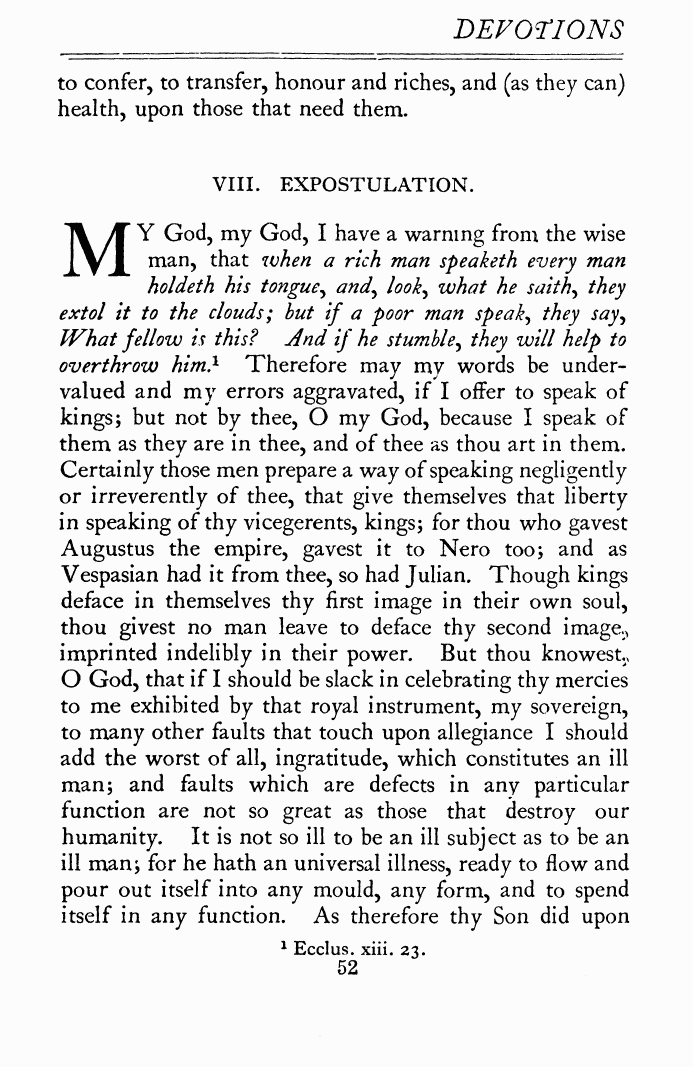 DEVOTIONS
to confer, to transfer, honour and riches, and (as they can)
health, upon those that need them.
VIII. EXPOSTULATION.
MY God, my God, I have a warning from the wise
man, that when a rich man speaketh every man
holdeth his tongue, and, look, what he saith, they
extol it to the clouds; but if a poor man speak, they say,
What fellow is this? And if he stumble, they will help to
overthrow him.¹ Therefore may my words be under-
valued and my errors aggravated, if I offer to speak of
kings; but not by thee, O my God, because I speak of
them as they are in thee, and of thee as thou art in them.
Certainly those men prepare a way of speaking negligently
or irreverently of thee, that give themselves that liberty
in speaking of thy vicegerents, kings; for thou who gavest
Augustus the empire, gavest it to Nero too; and as
Vespasian had it from thee, so had Julian. Though kings
deface in themselves thy first image in their own soul,
thou givest no man leave to deface thy second image,
imprinted indelibly in their power. But thou knowest,
O God, that if I should be slack in celebrating thy mercies
to me exhibited by that royal instrument, my sovereign,
to many other faults that touch upon allegiance I should
add the worst of all, ingratitude, which constitutes an ill
man; and faults which are defects in any particular
function are not so great as those that destroy our
humanity. It is not so ill to be an ill subject as to be an
ill man; for he hath an universal illness, ready to flow and
pour out itself into any mould, any form, and to spend
itself in any function. As therefore thy Son did upon
¹ Ecclus. xiii. 23.
52